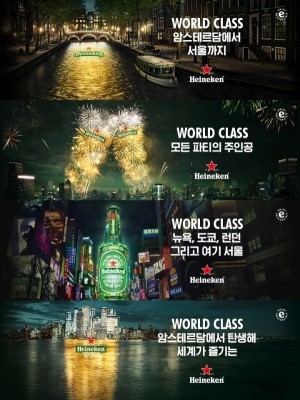 WORLD CLASS
암스테르담에서
서울까지
Heineken
Heineken
WORLD CLASS
모든 파티의 주인공
Heineken
WORLD CLASS
뉴욕, 도쿄, 런던
그리고 여기 서울
Heineken
Heineken
WORLD CLASS
암스테르담에서 탄생해
세계가 즐기는
Heineken
Heineken